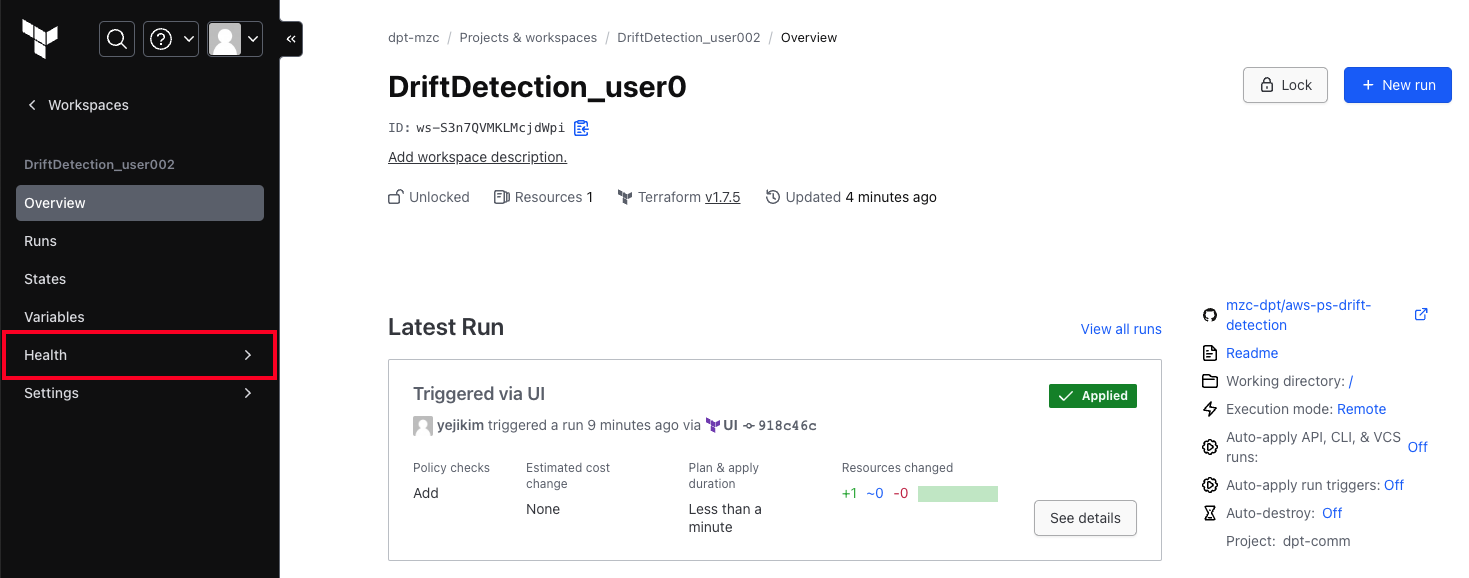 Workspaces
DriftDetection_user002
Overview
Runs
States
Variables
Health
Settings
dpt-mzc / Projects & workspaces / DriftDetection_user002 / Overview
DriftDetection_user0
Lock
+ New run
ID: ws-S3n7QVMKLMcjdWpi
Add workspace description.
Unlocked Resources 1 Terraform v1.7.5 Updated 4 minutes ago
Latest Run
View all runs
Triggered via UI
Applied
yejikim triggered a run 9 minutes ago via UI 918c46c
Policy checks
Add
Estimated cost
change
None
Plan & apply
duration
Less than a
minute
Resources changed
+1 ~0 -0
See details
mzc-dpt/aws-ps-drift-
detection
Readme
Working directory: /
Execution mode: Remote
Auto-apply API, CLI, & VCS
runs: Off
Auto-apply run triggers: Off
Auto-destroy: Off
Project: dpt-comm